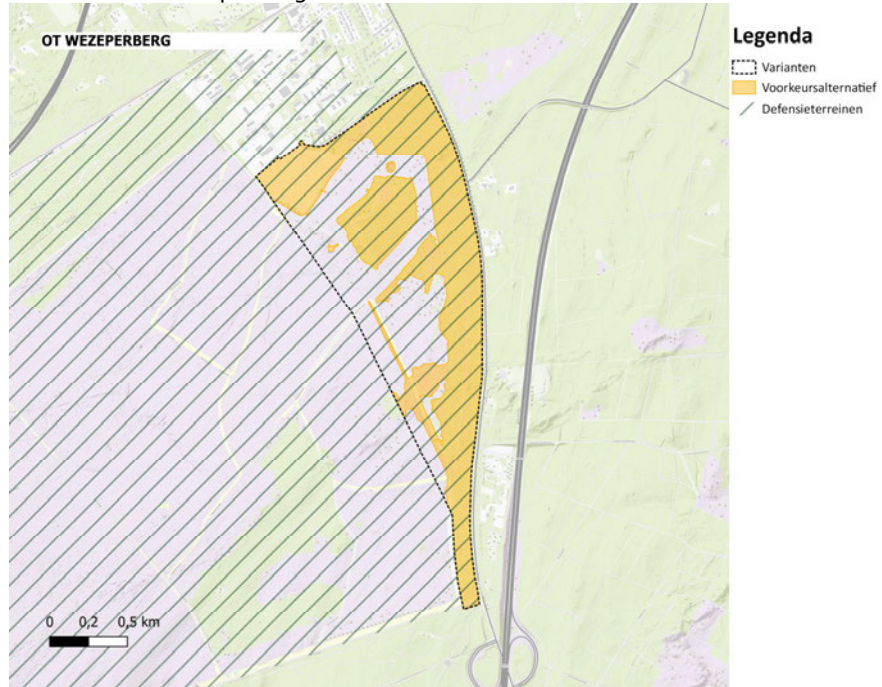 OT WEZEPERBERG
Legenda
Varianten
Voorkeursalternatief
Defensieterreinen
0 0,2 0,5 km